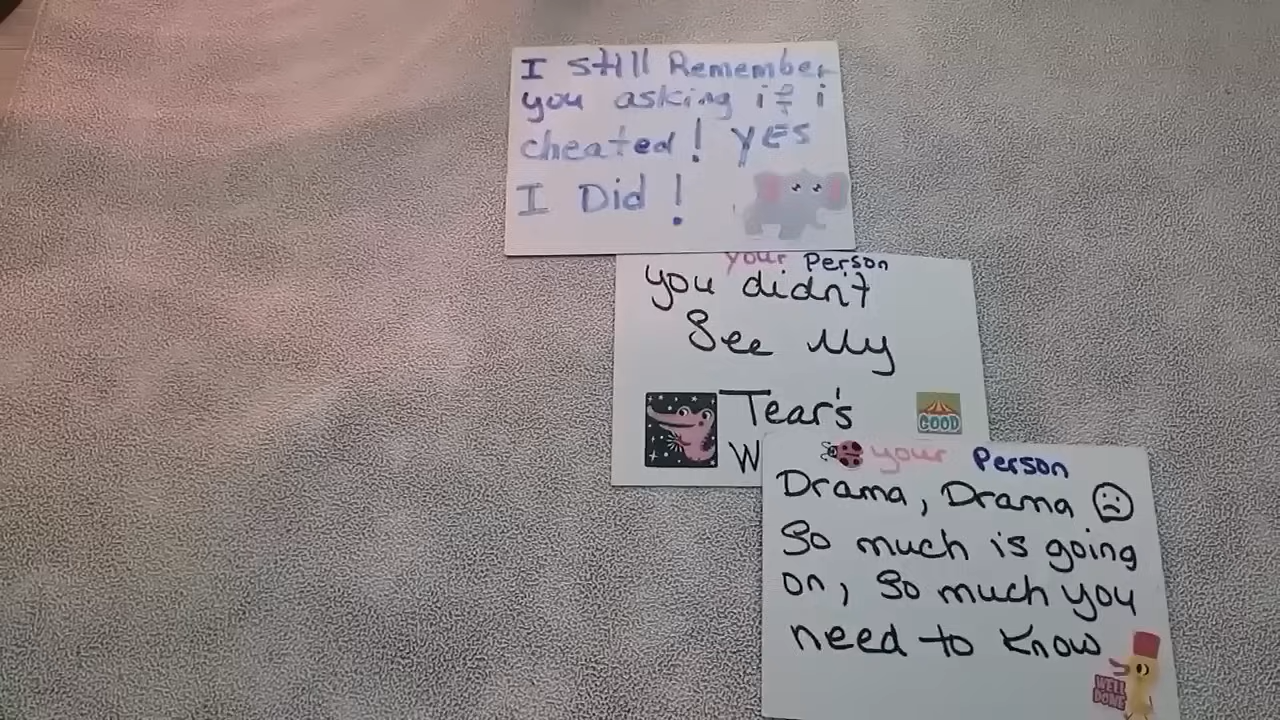 I still Remember
you asking if i
cheated! YES
I Did!
your Person
you didn't
See My
Tear's
W
GOOD
your Person
Drama, Drama
So much is going
on, So much you
need to Know
WELL
DONE